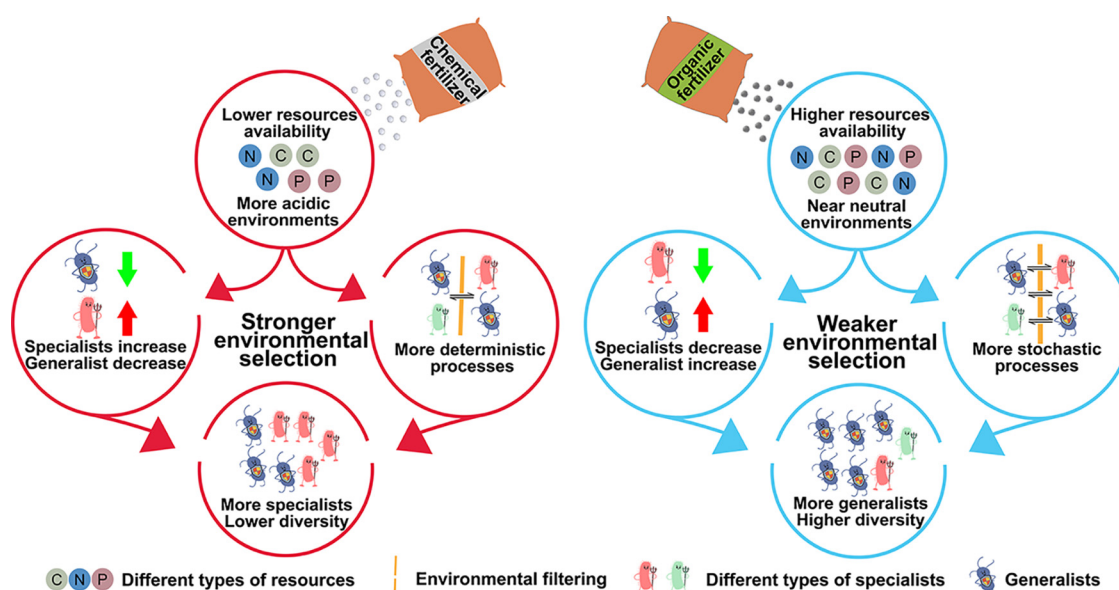 Chemical
fertilizer
Organic
fertilizer
Lower resources
availability
N C C
N P P
More acidic
environments
Higher resources
availability
N C P N P
C P C N
Near neutral
environments
Specialists increase
Generalist decrease
Stronger
environmental
selection
More deterministic
processes
Specialists decrease
Generalist increase
Weaker
environmental
selection
More stochastic
processes
More specialists
Lower diversity
More generalists
Higher diversity
C N P Different types of resources
Environmental filtering
Different types of specialists
Generalists